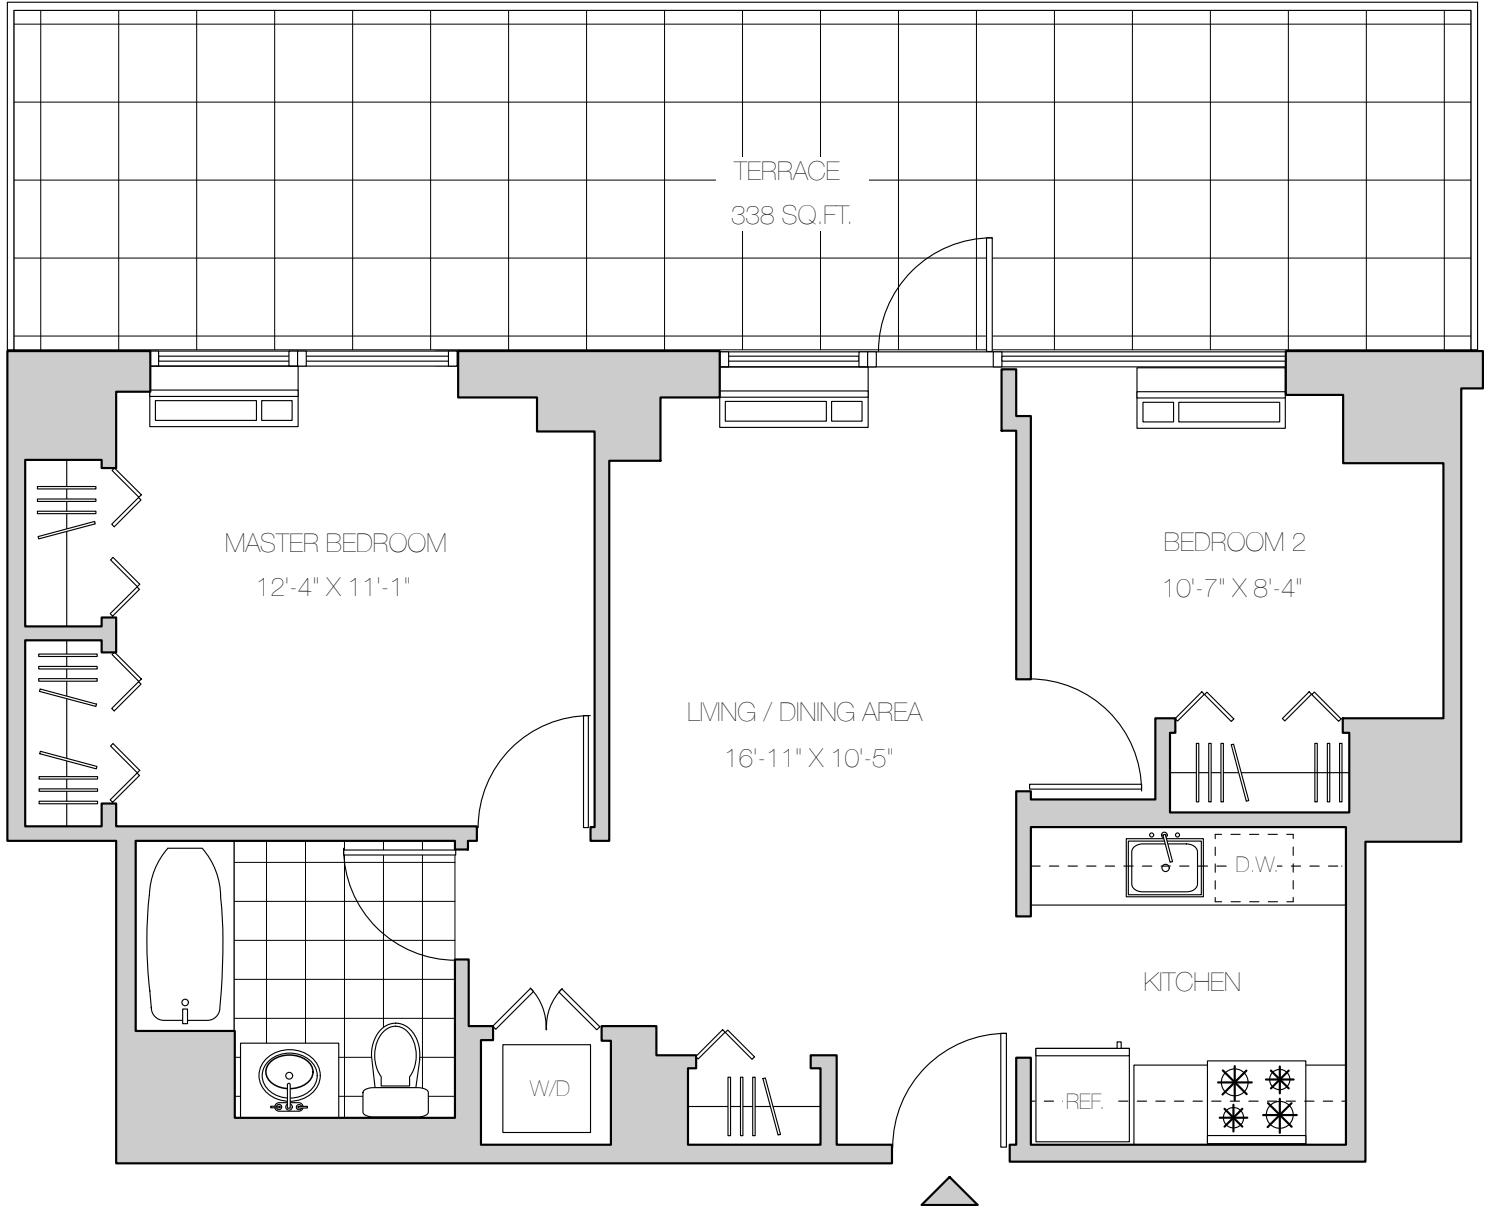 TERRACE
338 SQ.FT.
MASTER BEDROOM
12'-4" X 11'-1"
BEDROOM 2
10'-7" X 8'-4"
LIVING / DINING AREA
16'-11" X 10'-5"
D.W.
KITCHEN
W/D
REF.